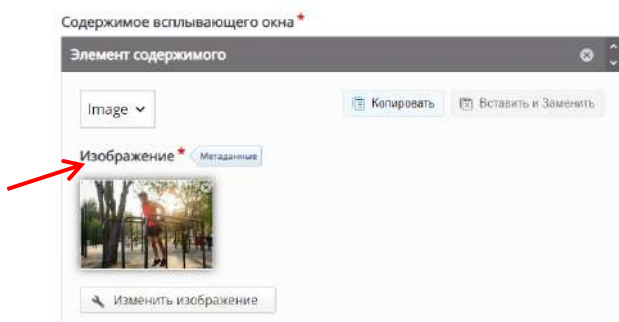 Содержимое всплывающего окна*
Элемент содержимого
Image
Копировать
Вставить и Заменить
Изображение *
Метаданные
Изменить изображение